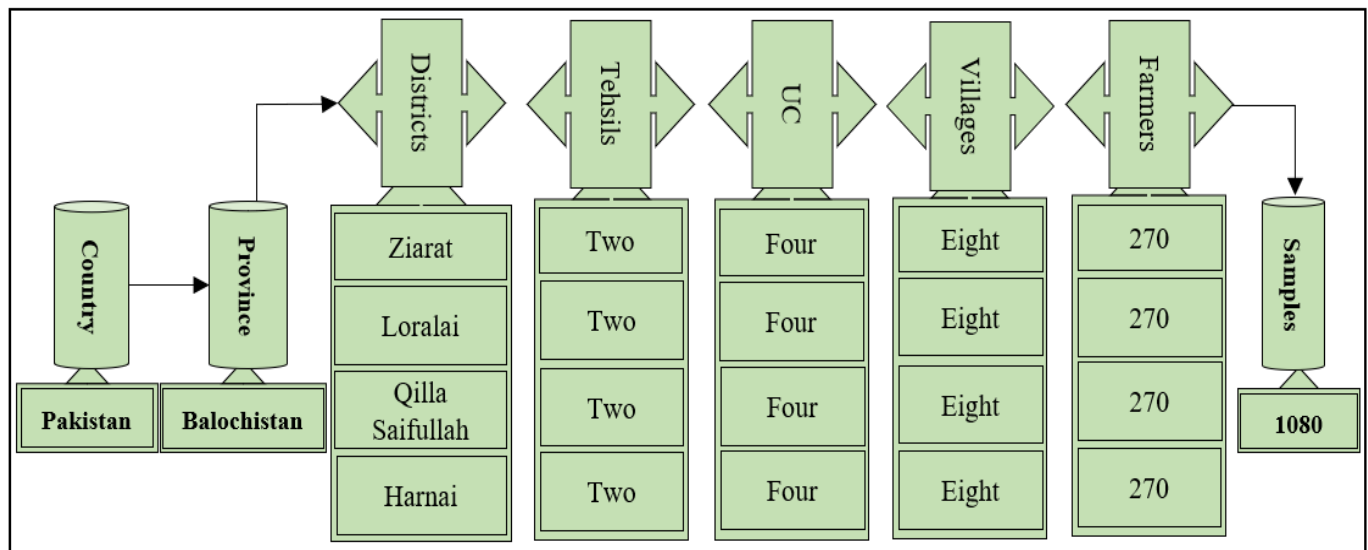 Districts
Tehsils
UC
Villages
Farmers
Country
Province
Samples
Ziarat
Two
Four
Eight
270
Loralai
Two
Four
Eight
270
Qilla
Saifullah
Two
Four
Eight
270
Harnai
Two
Four
Eight
270
Pakistan
Balochistan
1080